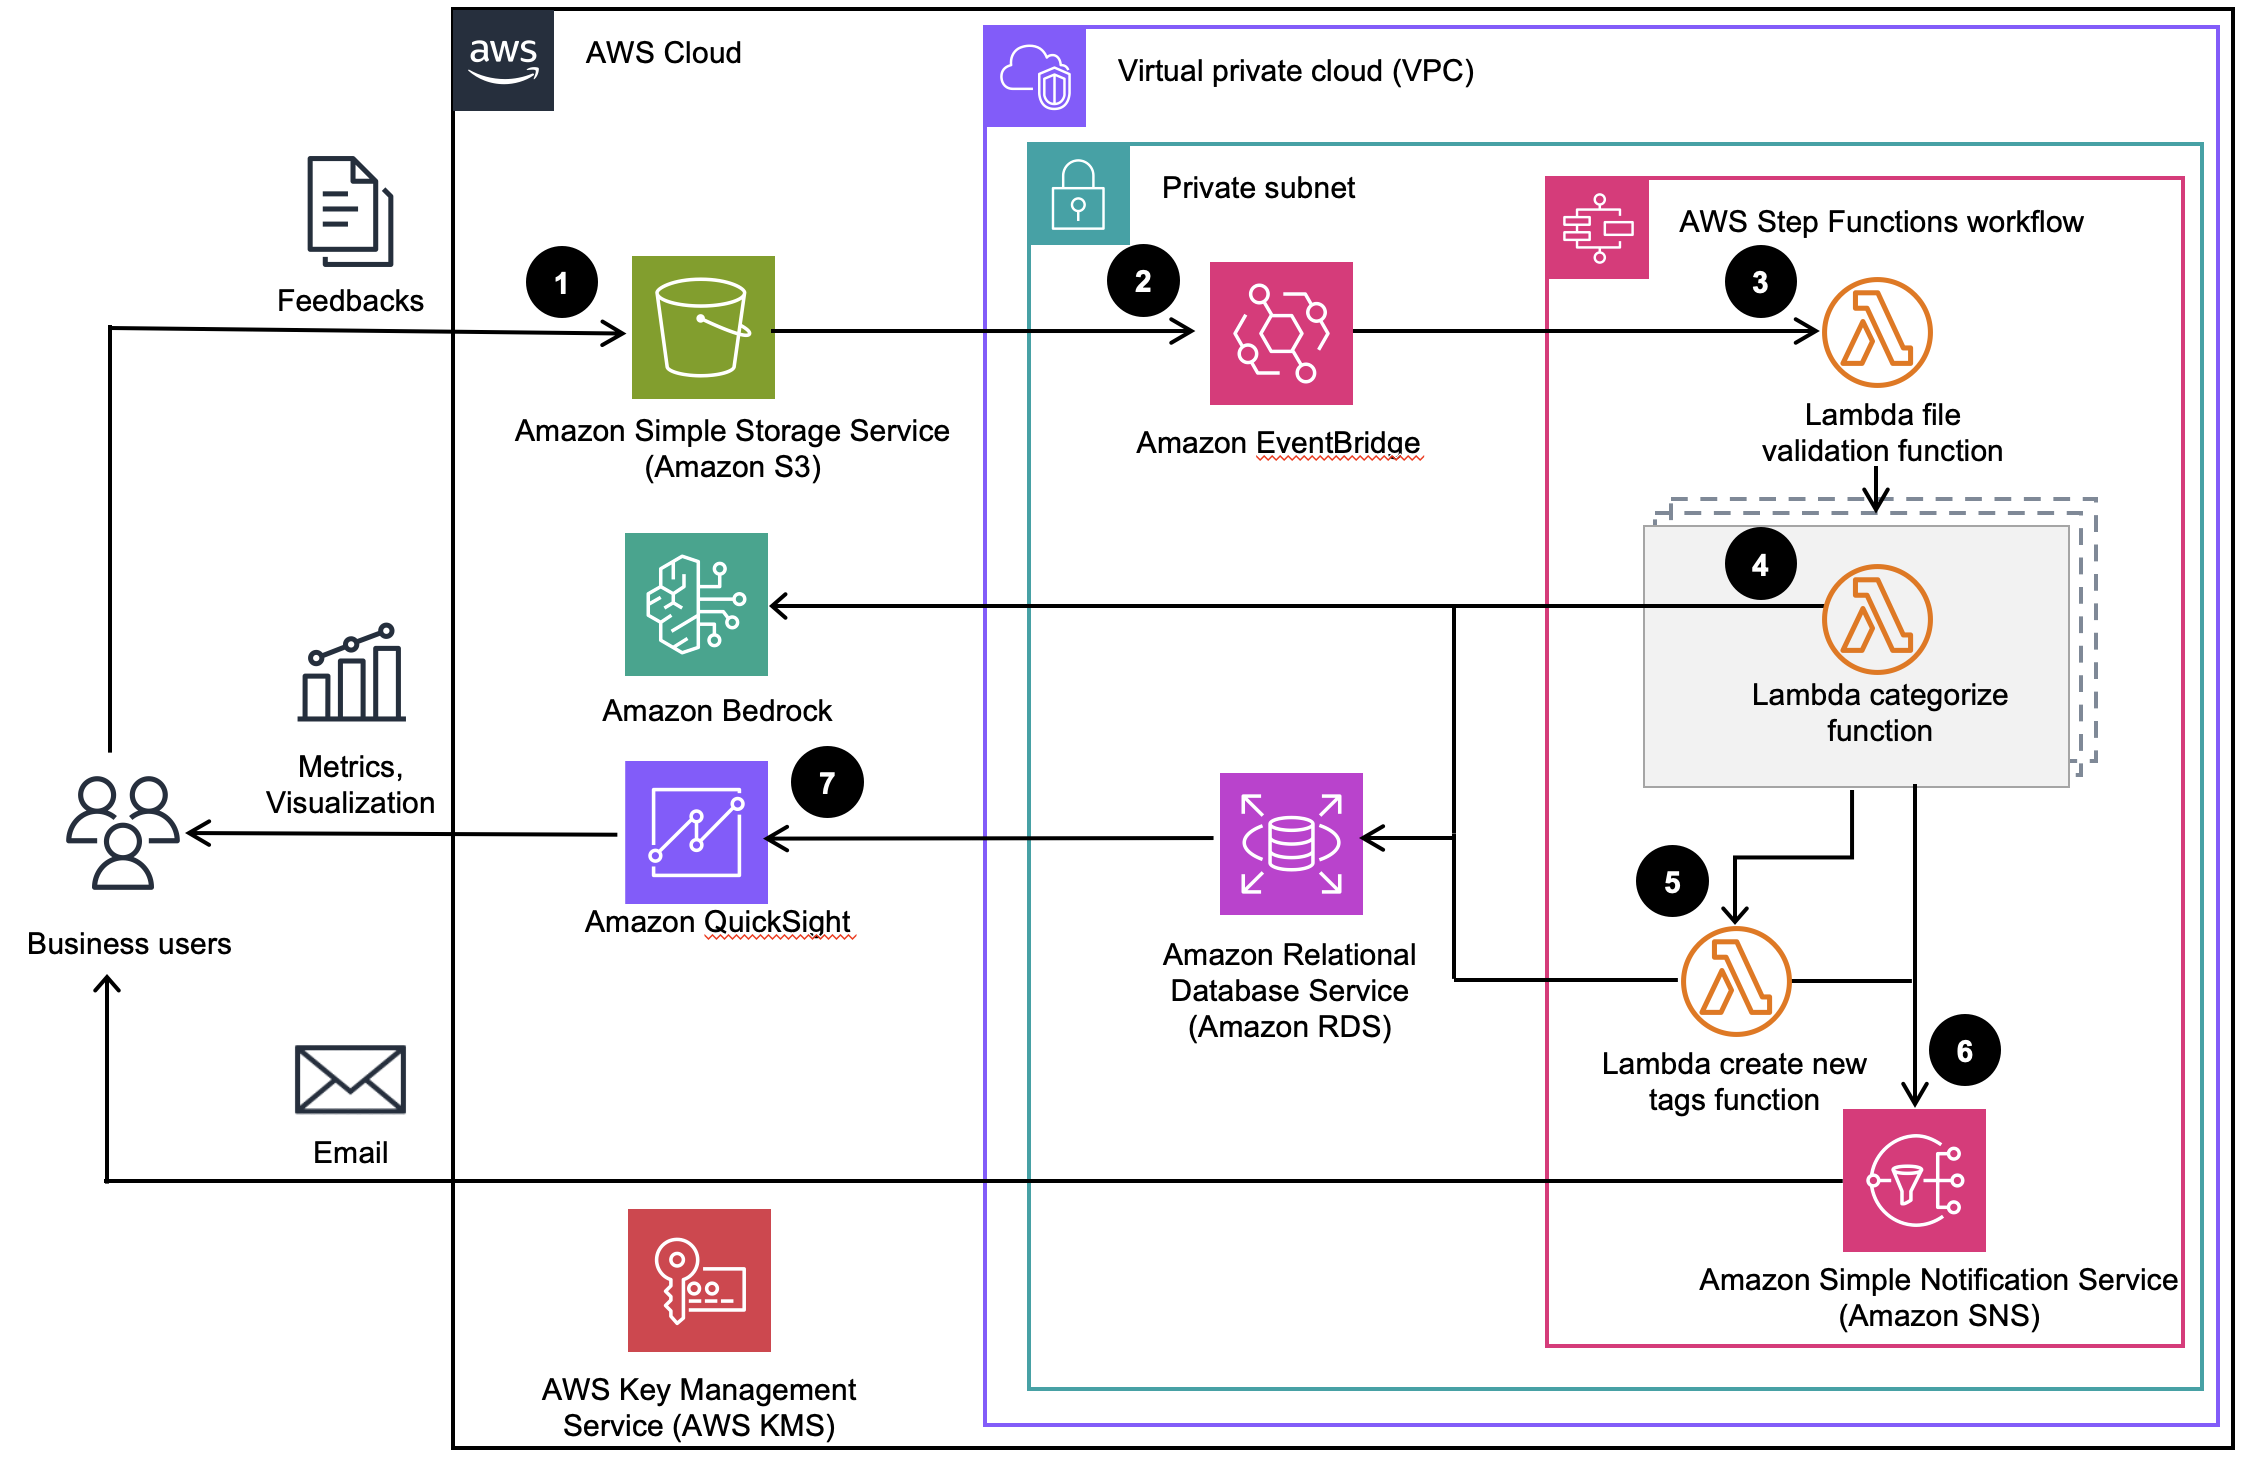 aws
AWS Cloud
Virtual private cloud (VPC)
Private subnet
AWS Step Functions workflow
Feedbacks
1
2
3
Amazon Simple Storage Service
(Amazon S3)
Amazon EventBridge
Lambda file
validation function
4
Lambda categorize
function
Amazon Bedrock
Metrics,
Visualization
7
5
Business users
Amazon QuickSight
Amazon Relational
Database Service
(Amazon RDS)
Lambda create new
tags function
6
Email
Amazon Simple Notification Service
(Amazon SNS)
AWS Key Management
Service (AWS KMS)